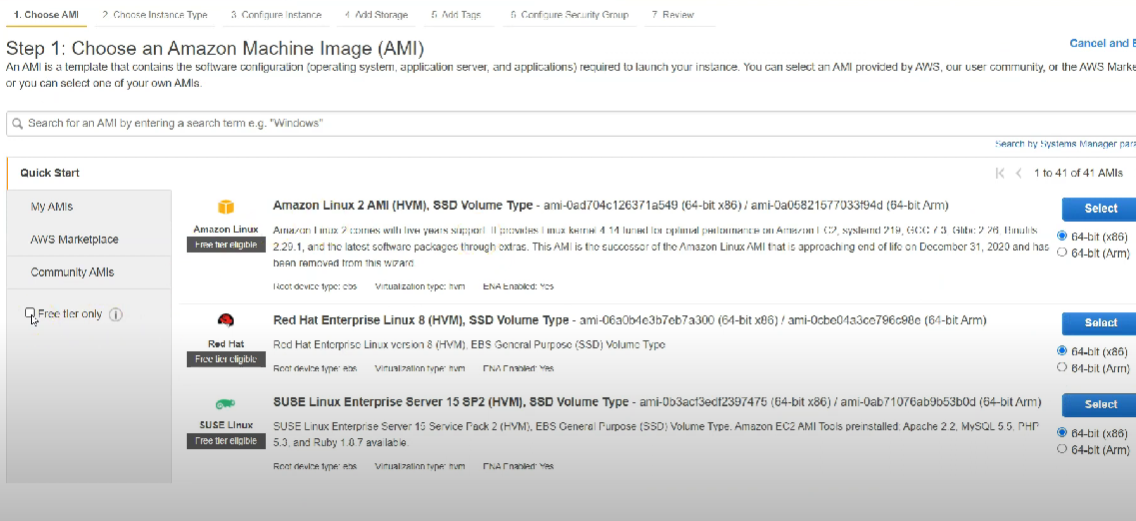 1. Choose AMI 2. Choose Instance Type 3. Configure Instance 4. Add Storage 5. Add Tags 6. Configure Security Group 7. Review
Step 1: Choose an Amazon Machine Image (AMI)
Cancel and E
An AMI is a template that contains the software configuration (operating system, application server, and applications) required to launch your instance. You can select an AMI provided by AWS, our user community, or the AWS Marke
or you can select one of your own AMIs.
Search for an AMI by entering a search term e.g. "Windows"
Search by Systems Manager para
Quick Start
1 to 41 of 41 AMIs
My AMIs
AWS Marketplace
Community AMIs
Free tier only
Amazon Linux
Free tier eligible
Amazon Linux 2 AMI (HVM), SSD Volume Type - ami-0ad704c126371a549 (64-bit x86) / ami-0a05821577033f94d (64-bit Arm)
Amazon Linux 2 comes with five years support. It provides Linux kernel 4.14 tuned for optimal performance on Amazon EC2, systemd 219, GCC 7.3, Glibc 2.26, Binutils
2.29.1, and the latest software packages through extras. This AMI is the successor of the Amazon Linux AMI that is approaching end of life on December 31, 2020 and has
been removed from this wizard.
Root device type: ebs Virtualization type: hvm ENA Enabled: Yes
Select
64-bit (x86)
64-bit (Arm)
Red Hat
Free tier eligible
Red Hat Enterprise Linux 8 (HVM), SSD Volume Type - ami-06a0b4e3b7eb7a300 (64-bit x86) / ami-0cbe04a3ce796c98e (64-bit Arm)
Red Hat Enterprise Linux version 8 (HVM), EBS General Purpose (SSD) Volume Type
Root device type: ebs Virtualization type: hvm ENA Enabled: Yes
Select
64-bit (x86)
64-bit (Arm)
SUSE Linux
Free tier eligible
SUSE Linux Enterprise Server 15 SP2 (HVM), SSD Volume Type - ami-0b3acf3edf2397475 (64-bit x86) / ami-0ab71076ab9b53b0d (64-bit Arm)
SUSE Linux Enterprise Server 15 Service Pack 2 (HVM), EBS General Purpose (SSD) Volume Type. Amazon EC2 AMI Tools preinstalled; Apache 2.2, MySQL 5.5, PHP
5.3, and Ruby 1.8.7 available.
Root device type: ebs Virtualization type: hvm ENA Enabled: Yes
Select
64-bit (x86)
64-bit (Arm)